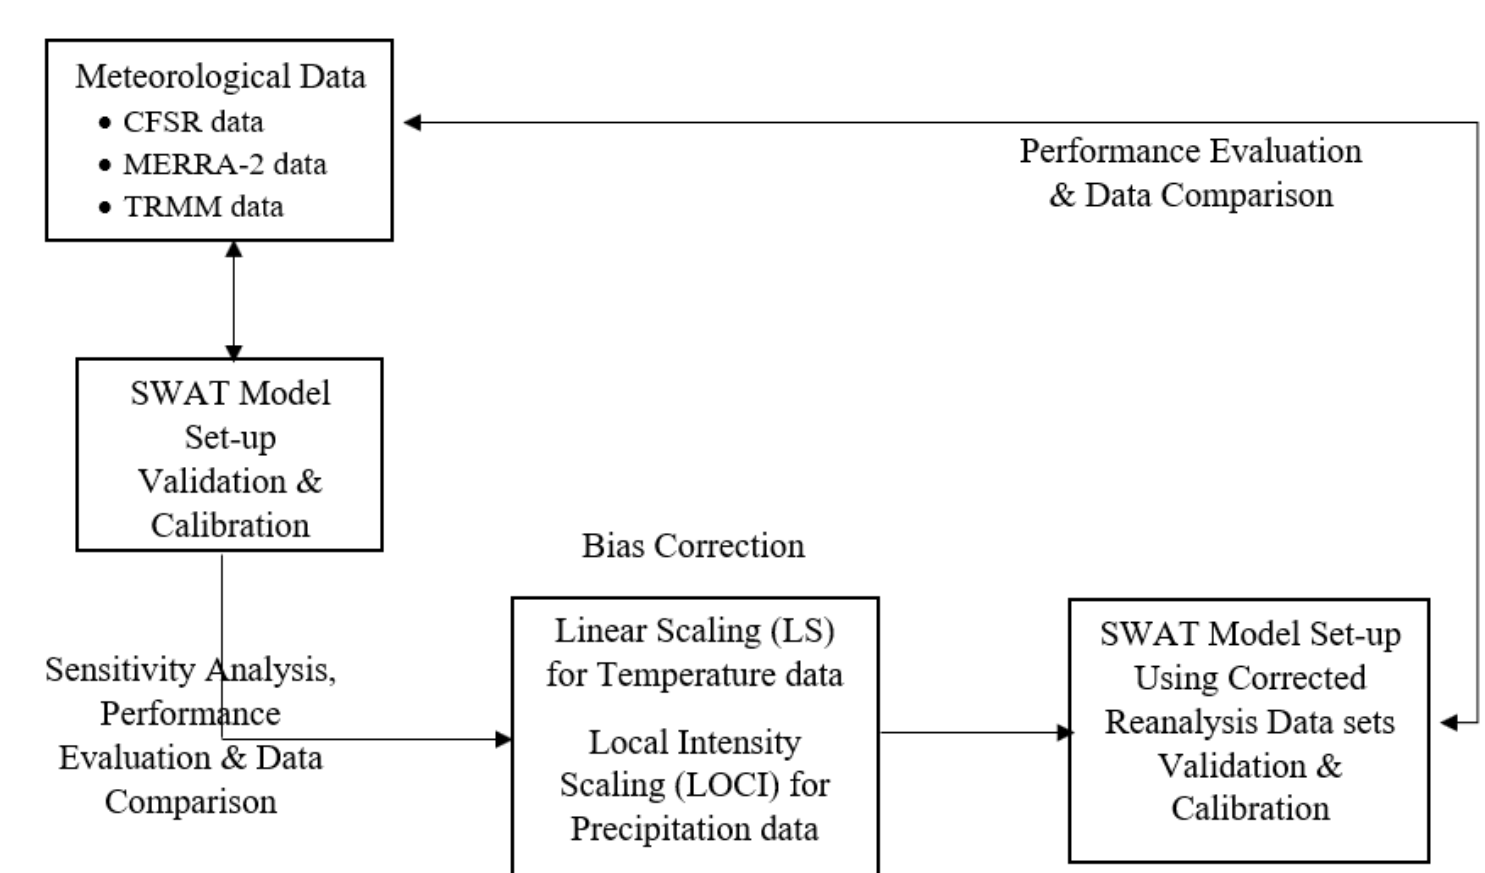 Meteorological Data
• CFSR data
• MERRA-2 data
• TRMM data
Performance Evaluation
& Data Comparison
SWAT Model
Set-up
Validation &
Calibration
Sensitivity Analysis,
Performance
Evaluation & Data
Comparison
Bias Correction
Linear Scaling (LS)
for Temperature data
Local Intensity
Scaling (LOCI) for
Precipitation data
SWAT Model Set-up
Using Corrected
Reanalysis Data sets
Validation &
Calibration